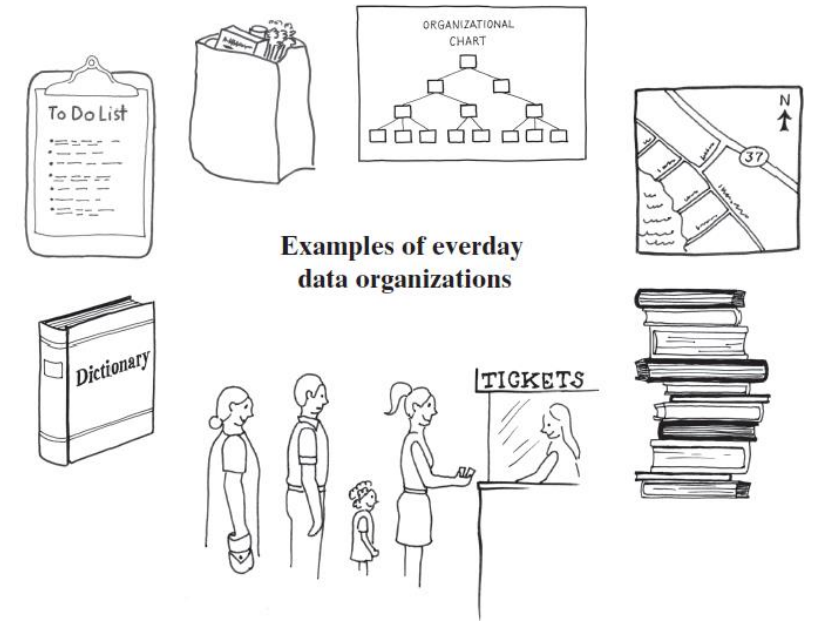 To Do List
ORGANIZATIONAL
CHART
N
37
Examples of everday
data organizations
Dictionary
TICKETS